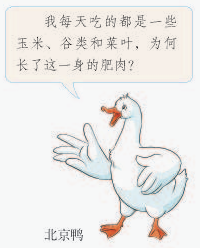 我每天吃的都是一些
玉米、谷类和菜叶，为何
长了这一身的肥肉？
北京鸭